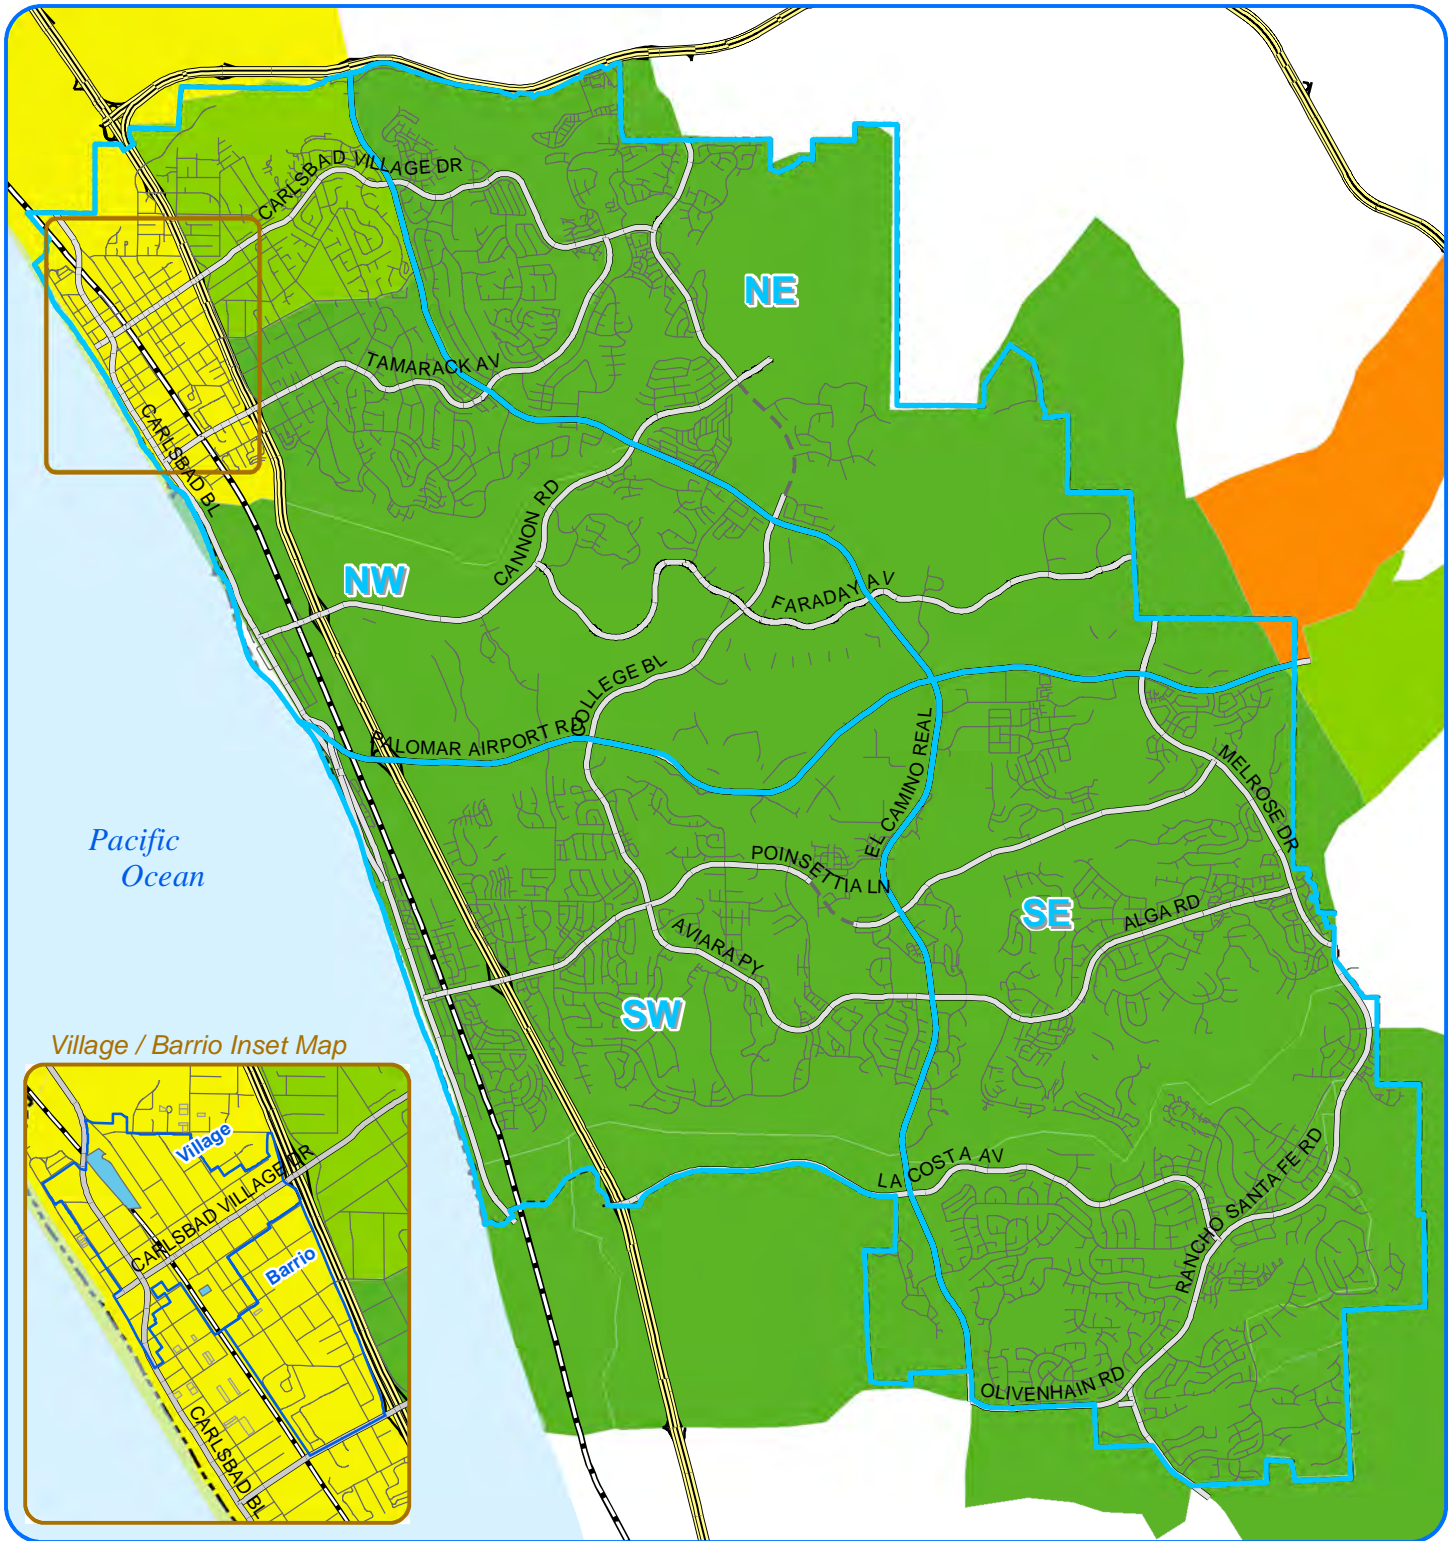 CARLSBAD VILLAGE DR
NE
TAMARACK AV
CARLSBAD BL
CANNON RD
NW
FARADAY AV
COLLEGE BL
PALOMAR AIRPORT RD
EL CAMINO REAL
MELROSE DR
Pacific
Ocean
POINSETTIA LN
SE
ALGA RD
AVIARA PY
SW
Village / Barrio Inset Map
LA COSTA AV
RANCHO SANTA FE RD
OLIVENHAIN RD
Village
CARLSBAD VILLAGE DR
Barrio
CARLSBAD BL